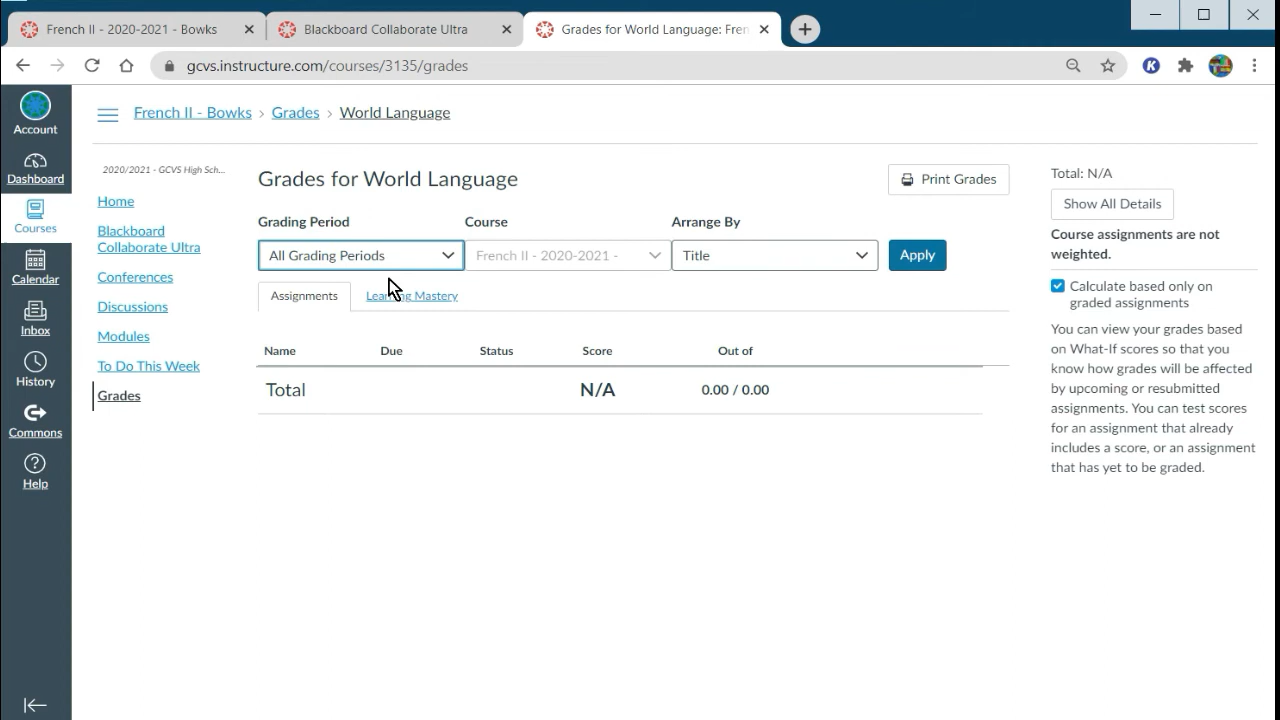 French II - 2020-2021 - Bowks
Blackboard Collaborate Ultra
Grades for World Language: Fren
gcvs.instructure.com/courses/3135/grades
K
Account
Dashboard
Courses
Calendar
Inbox
History
Commons
Help
French II - Bowks › Grades › World Language
2020/2021 - GCVS High Sch...
Home
Blackboard
Collaborate Ultra
Conferences
Discussions
Modules
To Do This Week
Grades
Grades for World Language
Print Grades
Grading Period Course Arrange By
All Grading Periods French II - 2020-2021 - Title Apply
Assignments Learning Mastery
Name Due Status Score Out of
Total N/A 0.00 / 0.00
Total: N/A
Show All Details
Course assignments are not
weighted.
Calculate based only on
graded assignments
You can view your grades based
on What-If scores so that you
know how grades will be affected
by upcoming or resubmitted
assignments. You can test scores
for an assignment that already
includes a score, or an assignment
that has yet to be graded.